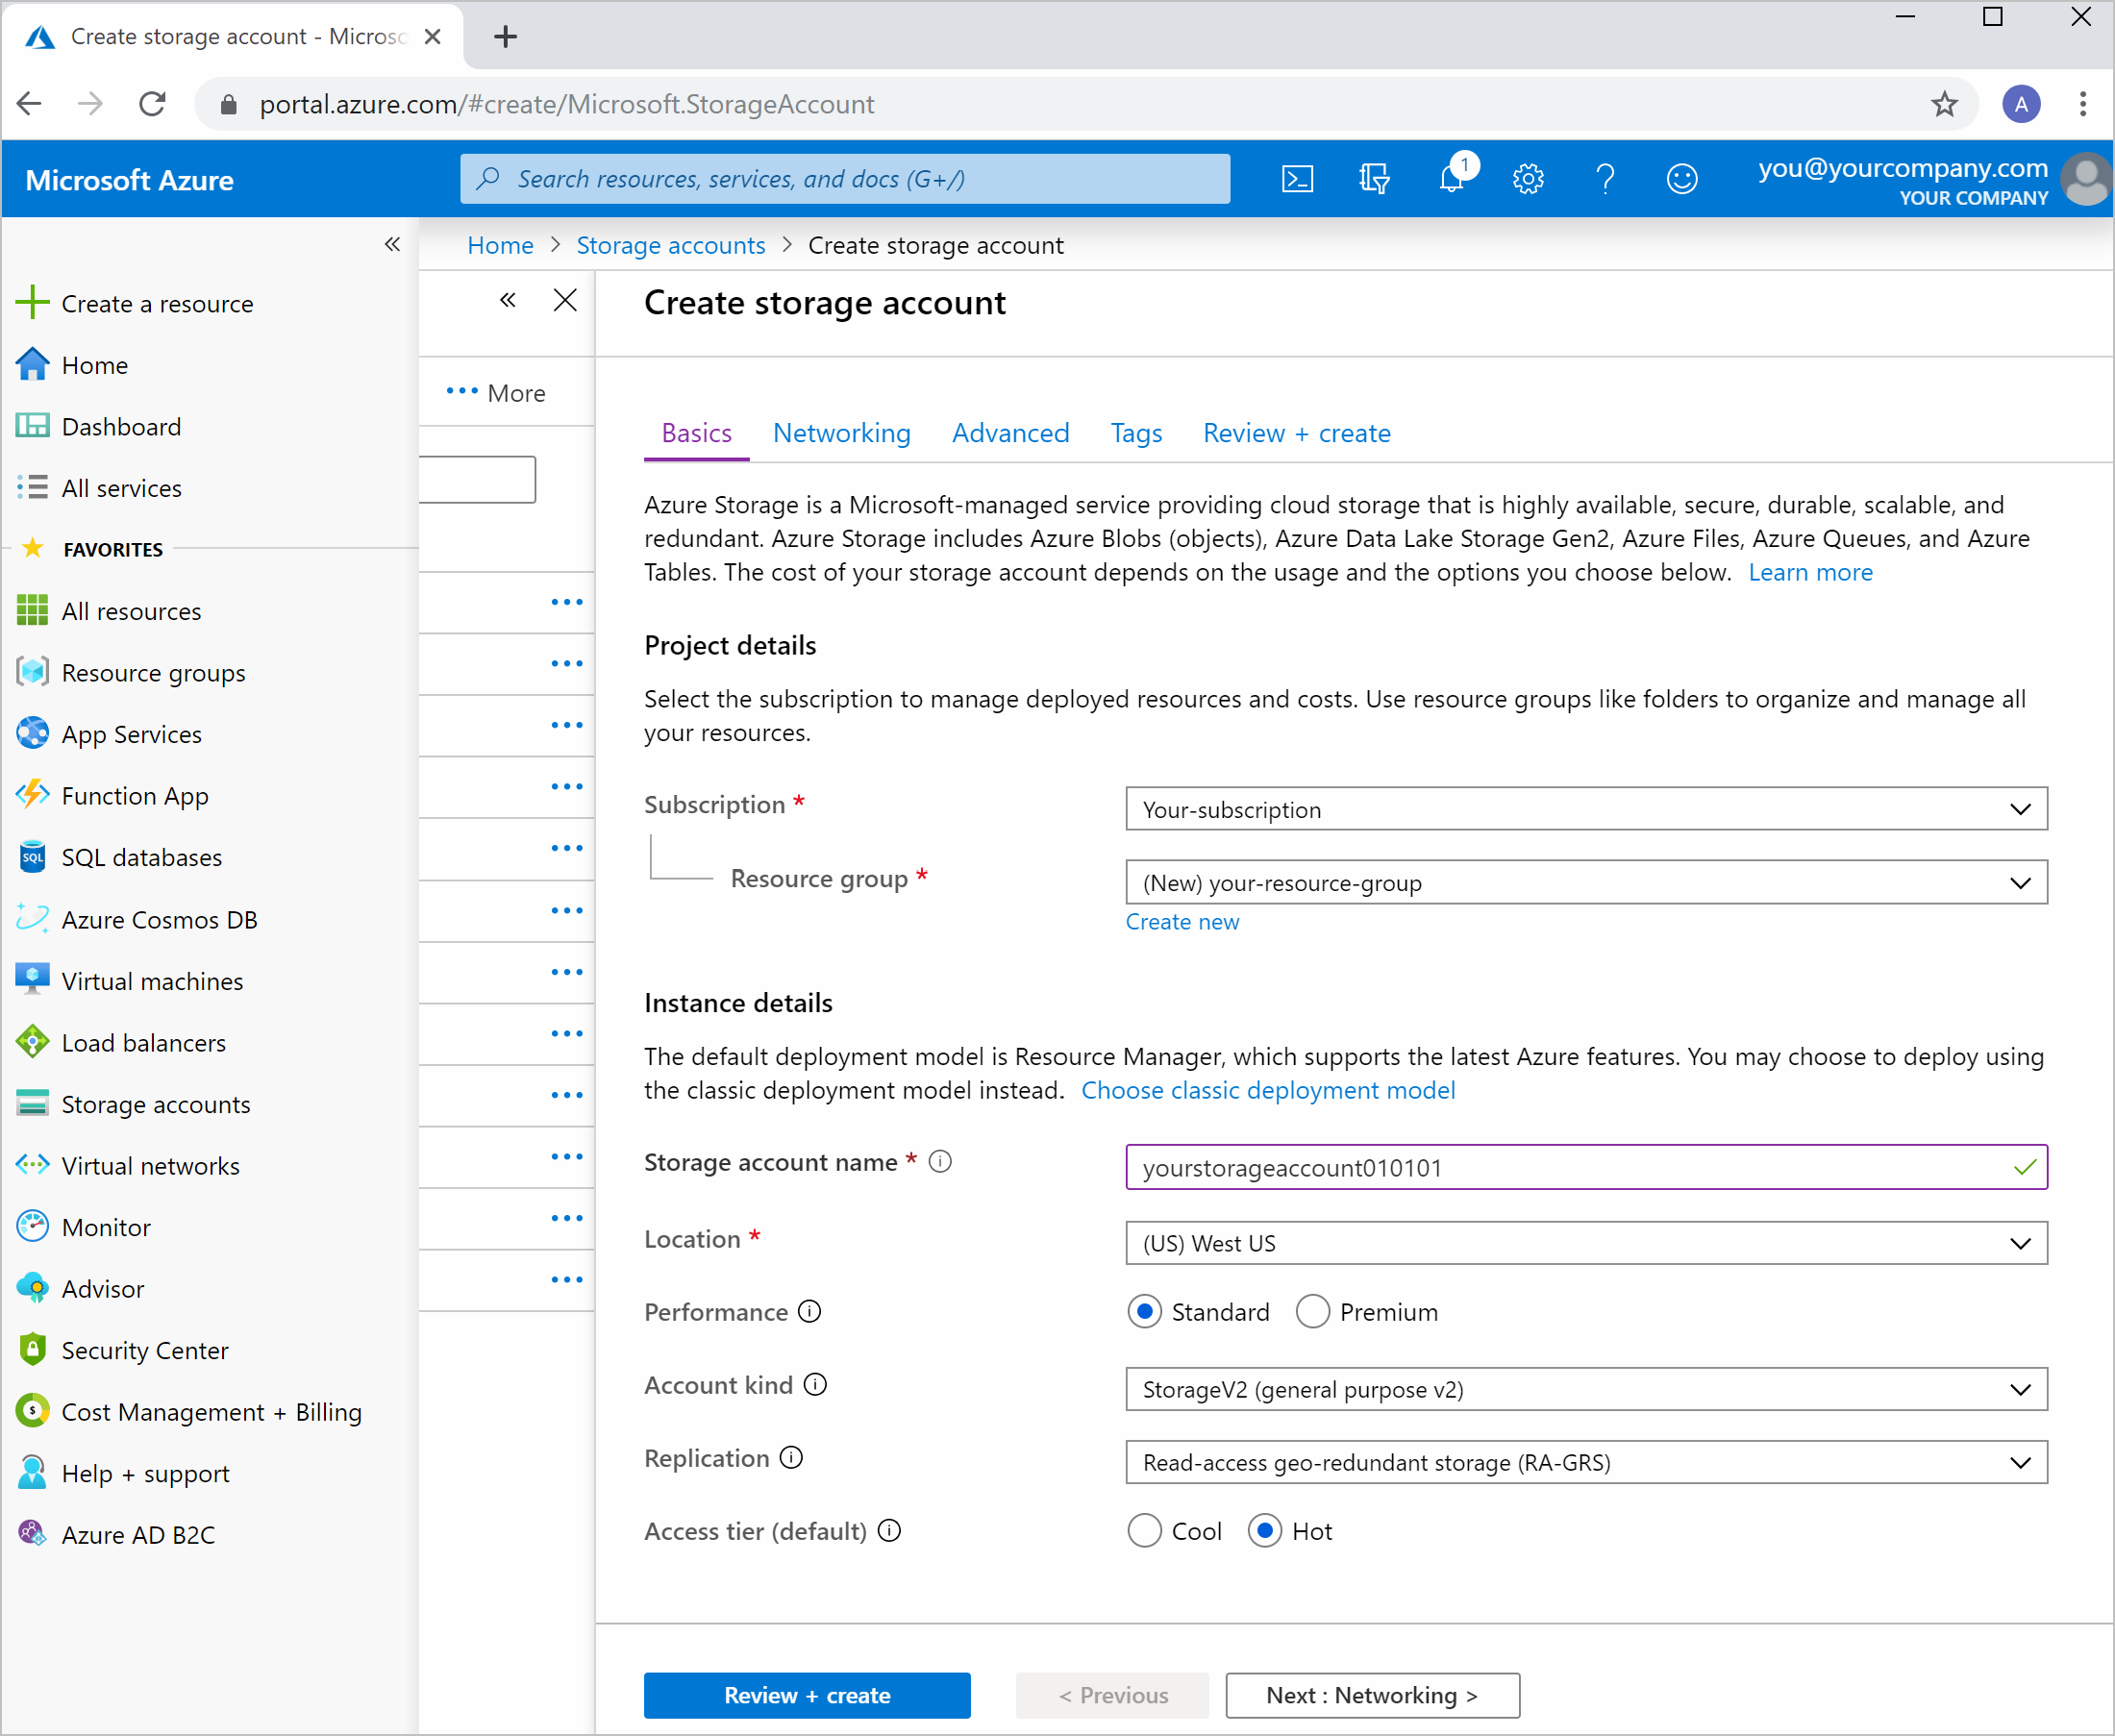 Create storage account - Microso
portal.azure.com/#create/Microsoft.StorageAccount
A
Microsoft Azure
Search resources, services, and docs (G+/)
1
you@yourcompany.com
YOUR COMPANY
Home > Storage accounts > Create storage account
Create a resource
Home
Dashboard
All services
FAVORITES
All resources
Resource groups
App Services
Function App
SQL
SQL databases
Azure Cosmos DB
Virtual machines
Load balancers
Storage accounts
Virtual networks
Monitor
Advisor
Security Center
Cost Management + Billing
Help + support
Azure AD B2C
More
Create storage account
Basics Networking Advanced Tags Review + create
Azure Storage is a Microsoft-managed service providing cloud storage that is highly available, secure, durable, scalable, and
redundant. Azure Storage includes Azure Blobs (objects), Azure Data Lake Storage Gen2, Azure Files, Azure Queues, and Azure
Tables. The cost of your storage account depends on the usage and the options you choose below. Learn more
Project details
Select the subscription to manage deployed resources and costs. Use resource groups like folders to organize and manage all
your resources.
Subscription * Your-subscription
Resource group * (New) your-resource-group
Create new
Instance details
The default deployment model is Resource Manager, which supports the latest Azure features. You may choose to deploy using
the classic deployment model instead. Choose classic deployment model
Storage account name * yourstorageaccount010101
Location * (US) West US
Performance Standard Premium
Account kind StorageV2 (general purpose v2)
Replication Read-access geo-redundant storage (RA-GRS)
Access tier (default) Cool Hot
Review + create < Previous Next : Networking >